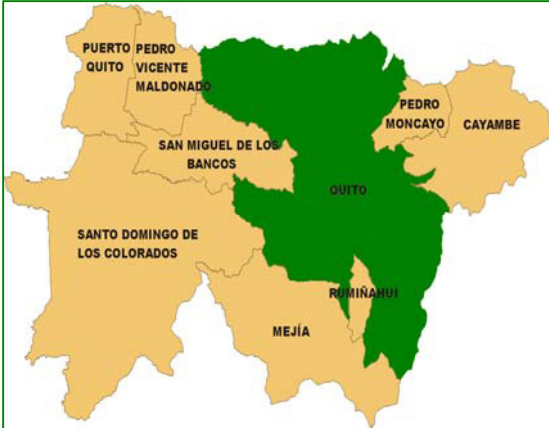 PUERTO
QUITO
PEDRO
VICENTE
MALDONADO
SAN MIGUEL DE LOS
BANCOS
PEDRO
MONCAYO
CAYAMBE
QUITO
SANTO DOMINGO DE
LOS COLORADOS
RUMIÑAHUI
MEJÍA